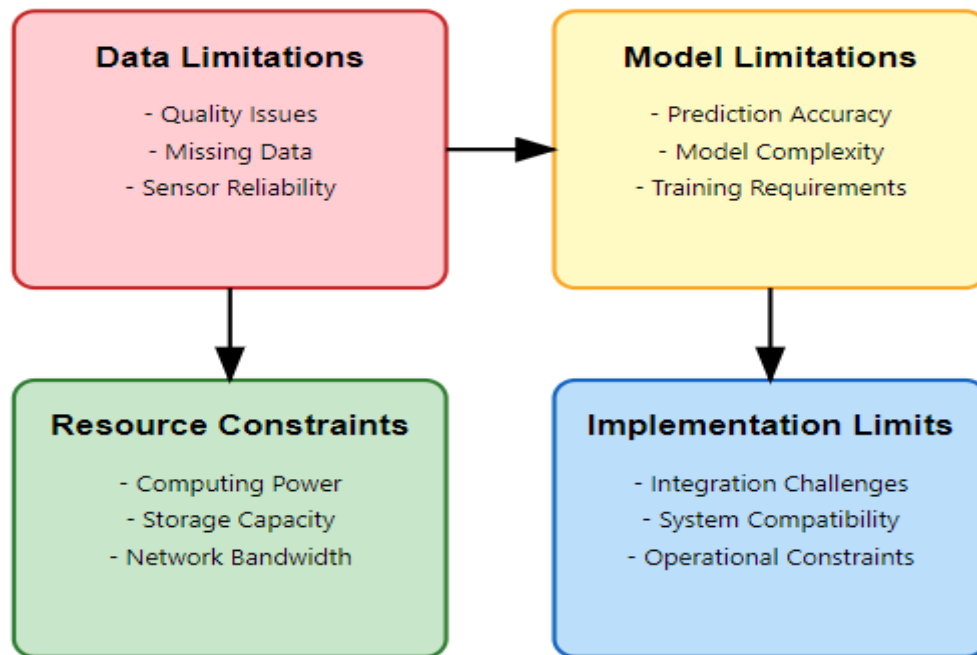 Data Limitations
- Quality Issues
- Missing Data
- Sensor Reliability
Model Limitations
- Prediction Accuracy
- Model Complexity
- Training Requirements
Resource Constraints
- Computing Power
- Storage Capacity
- Network Bandwidth
Implementation Limits
- Integration Challenges
- System Compatibility
- Operational Constraints